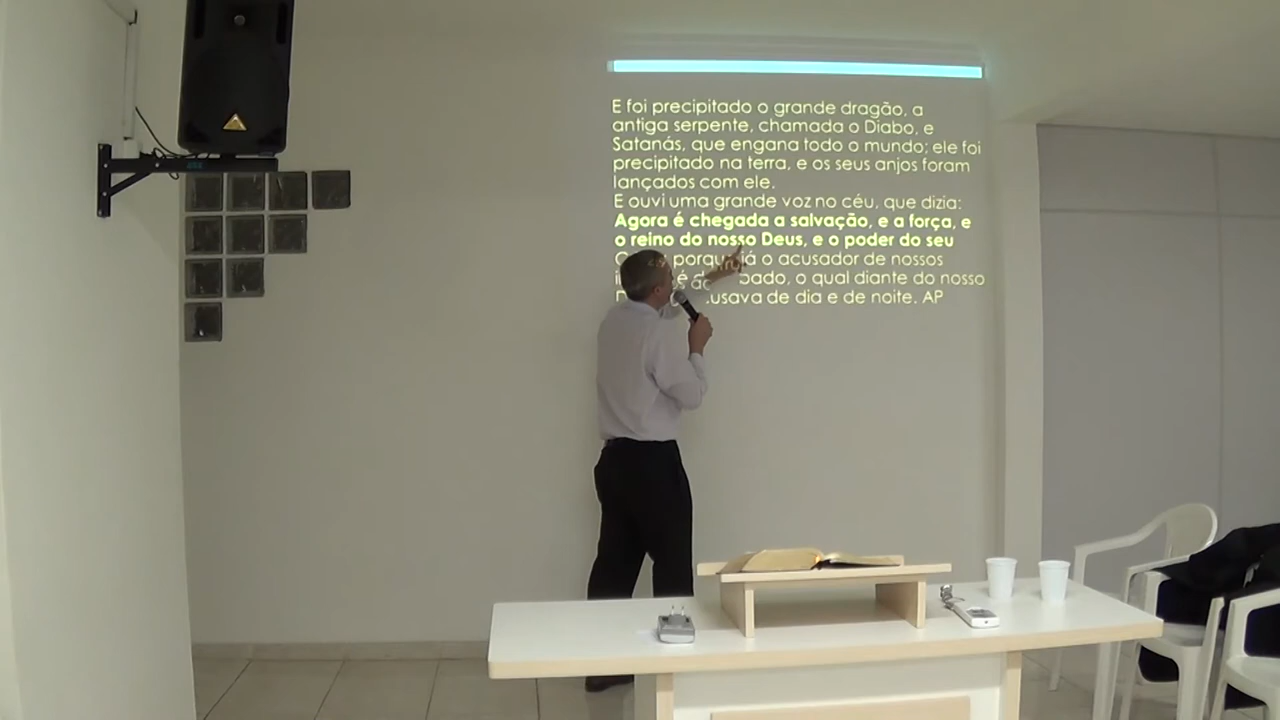 E foi precipitado o grande dragão, a
antiga serpente, chamada o Diabo, e
Satanás, que engana todo o mundo; ele foi
precipitado na terra, e os seus anjos foram
lançados com ele.
E ouvi uma grande voz no céu, que dizia:
Agora é chegada a salvação, e a força, e
o reino do nosso Deus, e o poder do seu
já o acusador de nossos
é o qual diante do nosso
de dia e de noite. AP